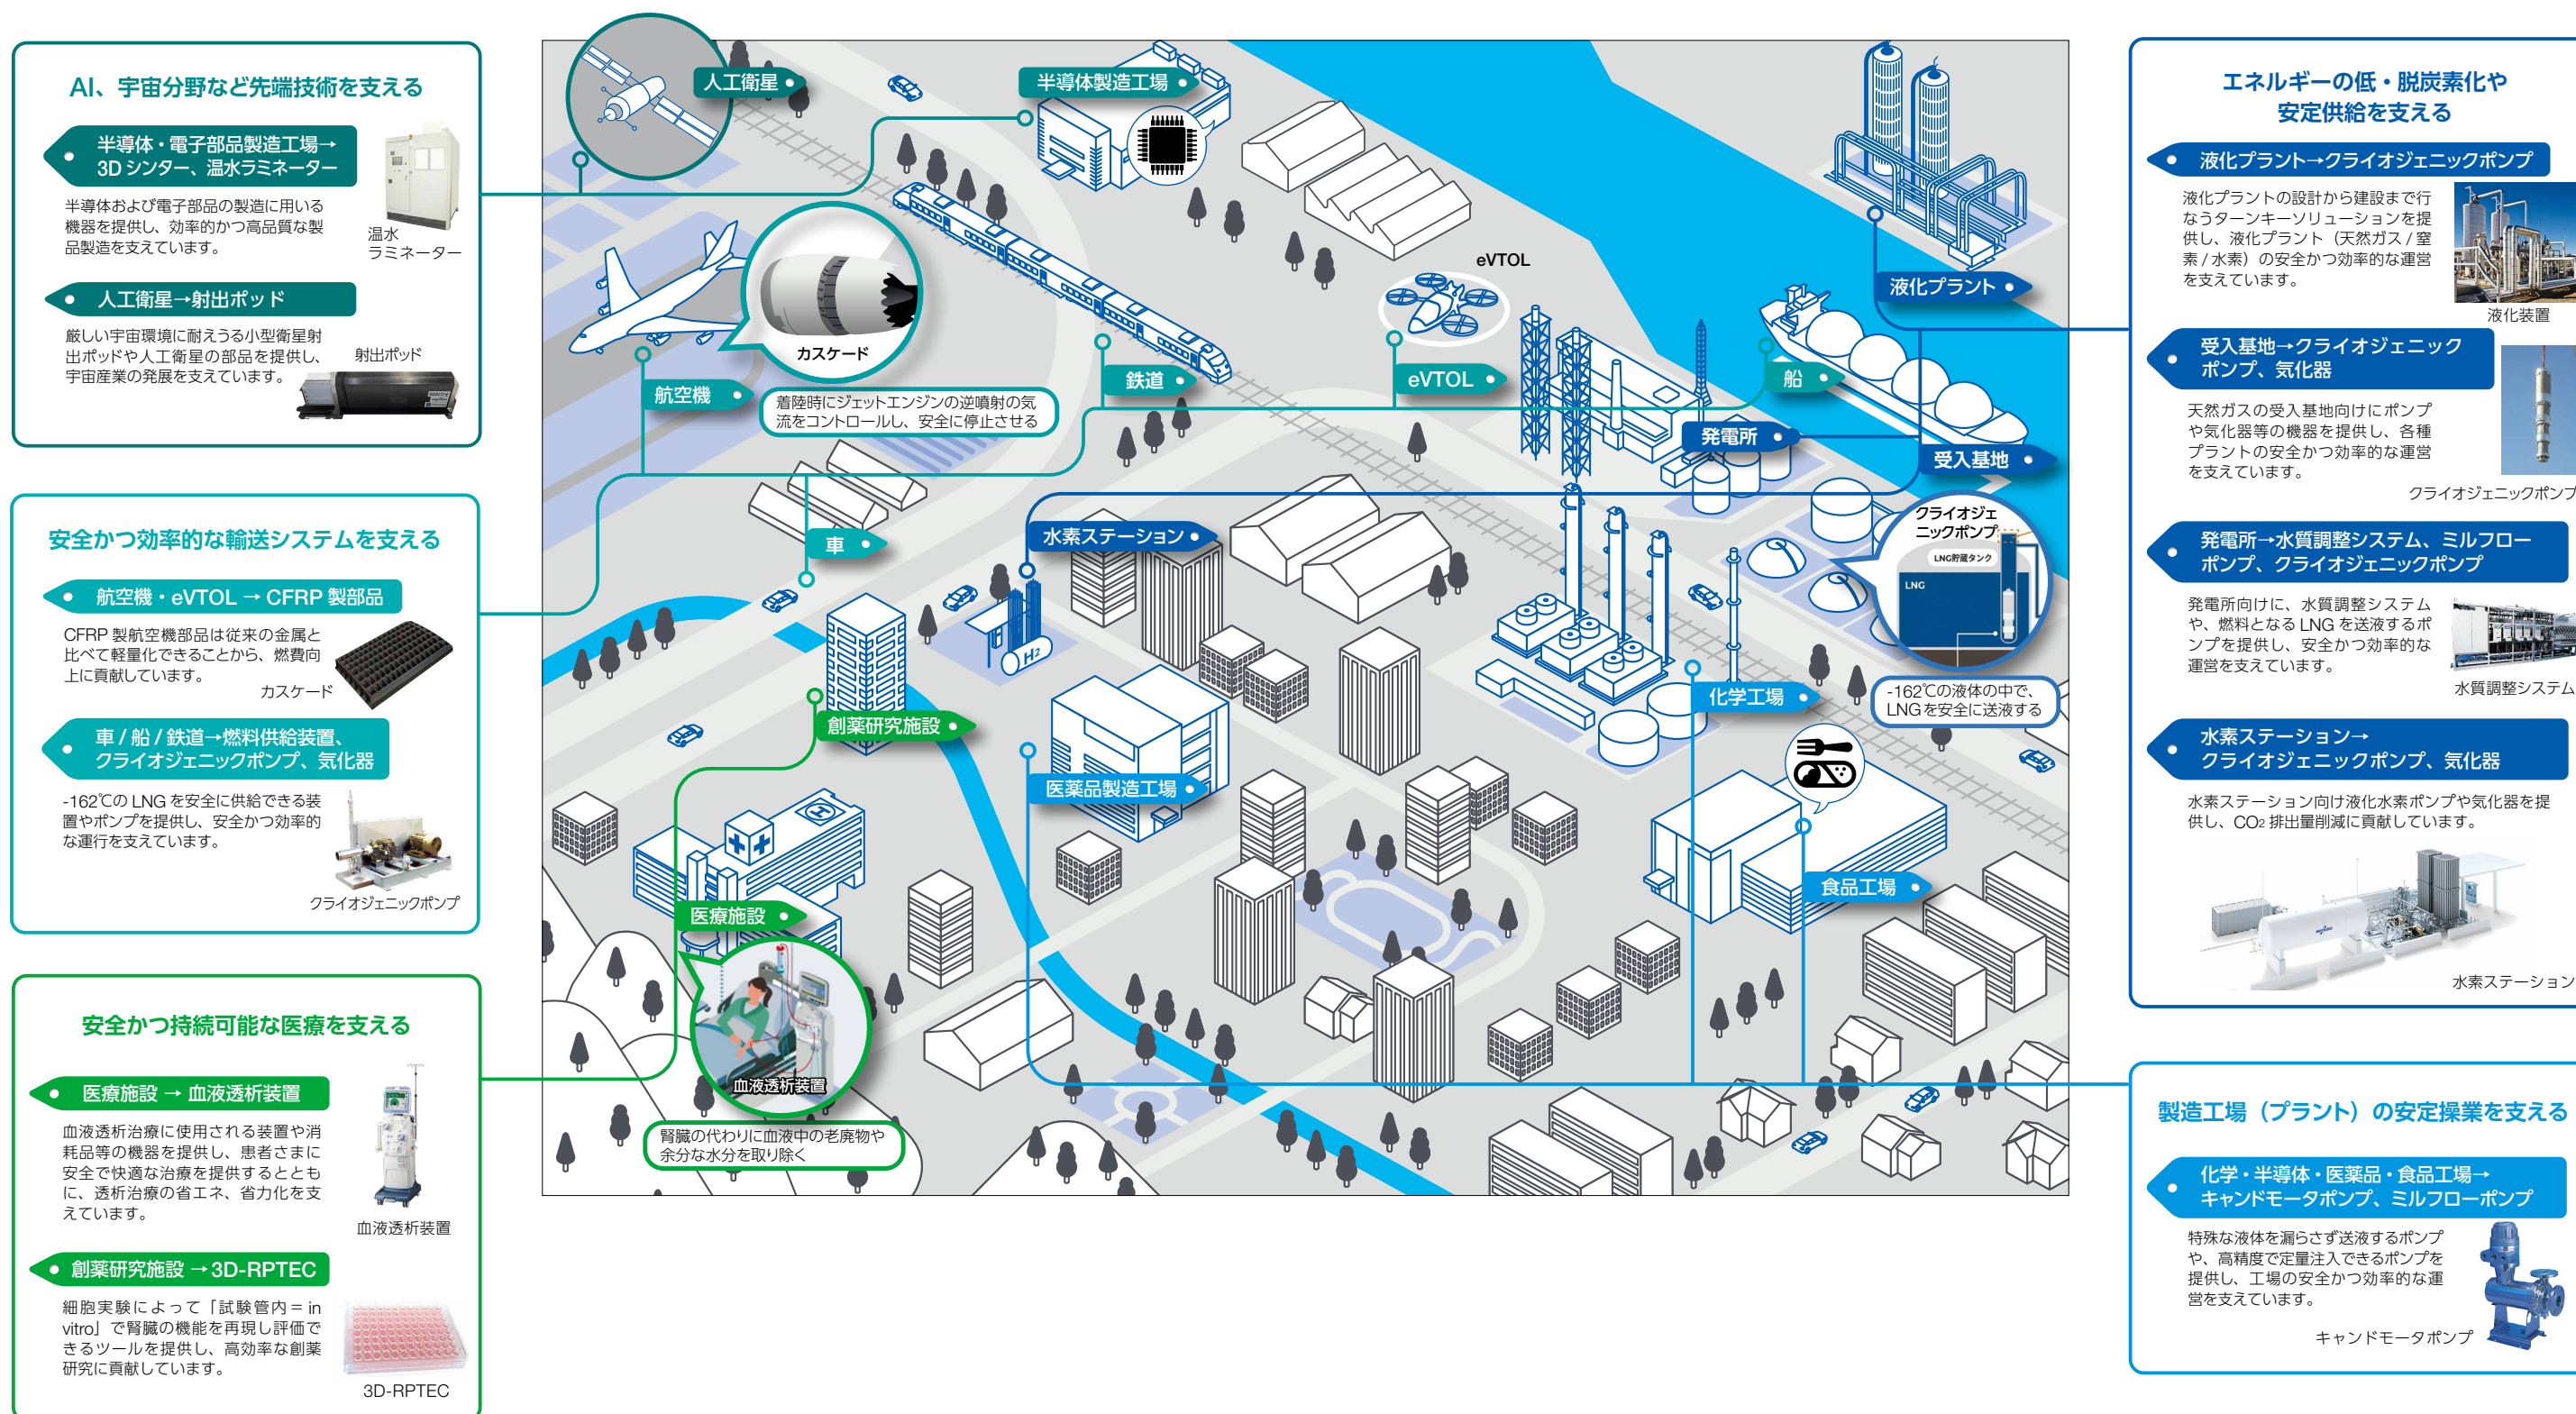 AI、宇宙分野など先端技術を支える
半導体・電子部品製造工場→
3Dシンター、温水ラミネーター
半導体および電子部品の製造に用いる
機器を提供し、効率的かつ高品質な製
品製造を支えています。
温水
ラミネーター
人工衛星→射出ポッド
厳しい宇宙環境に耐えうる小型衛星射
出ポッドや人工衛星の部品を提供し、
宇宙産業の発展を支えています。
射出ポッド
安全かつ効率的な輸送システムを支える
航空機・eVTOL → CFRP 製部品
CFRP 製航空機部品は従来の金属と
比べて軽量化できることから、燃費向
上に貢献しています。
カスケード
車 / 船 / 鉄道→燃料供給装置、
クライオジェニックポンプ、気化器
-162℃の LNG を安全に供給できる装
置やポンプを提供し、安全かつ効率的
な運行を支えています。
クライオジェニックポンプ
安全かつ持続可能な医療を支える
医療施設 → 血液透析装置
血液透析治療に使用される装置や消
耗品等の機器を提供し、患者さまに
安全で快適な治療を提供するととも
に、透析治療の省エネ、省力化を支
えています。
血液透析装置
創薬研究施設 →3D-RPTEC
細胞実験によって「試験管内= in
vitro」で腎臓の機能を再現し評価で
きるツールを提供し、高効率な創薬
研究に貢献しています。
3D-RPTEC
人工衛星
半導体製造工場
eVTOL
液化プラント
カスケード
航空機
着陸時にジェットエンジンの逆噴射の気
流をコントロールし、安全に停止させる
鉄道
eVTOL
船
発電所
受入基地
車
水素ステーション
H2
クライオジェ
ニックポンプ
LNG貯蔵タンク
LNG
-162℃の液体の中で、
LNGを安全に送液する
創薬研究施設
化学工場
医薬品製造工場
食品工場
医療施設
H
血液透析装置
腎臓の代わりに血液中の老廃物や
余分な水分を取り除く
エネルギーの低・脱炭素化や
安定供給を支える
液化プラント→クライオジェニックポンプ
液化プラントの設計から建設まで行
なうターンキーソリューションを提
供し、液化プラント（天然ガス / 窒
素 / 水素）の安全かつ効率的な運営
を支えています。
液化装置
受入基地→クライオジェニック
ポンプ、気化器
天然ガスの受入基地向けにポンプ
や気化器等の機器を提供し、各種
プラントの安全かつ効率的な運営
を支えています。
クライオジェニックポンプ
発電所→水質調整システム、ミルフロー
ポンプ、クライオジェニックポンプ
発電所向けに、水質調整システム
や、燃料となる LNG を送液するポ
ンプを提供し、安全かつ効率的な
運営を支えています。
水質調整システム
水素ステーション→
クライオジェニックポンプ、気化器
水素ステーション向け液化水素ポンプや気化器を提
供し、CO2 排出量削減に貢献しています。
水素ステーション
製造工場（プラント）の安定操業を支える
化学・半導体・医薬品・食品工場→
キャンドモータポンプ、ミルフローポンプ
特殊な液体を漏らさず送液するポンプ
や、高精度で定量注入できるポンプを
提供し、工場の安全かつ効率的な運
営を支えています。
キャンドモータポンプ